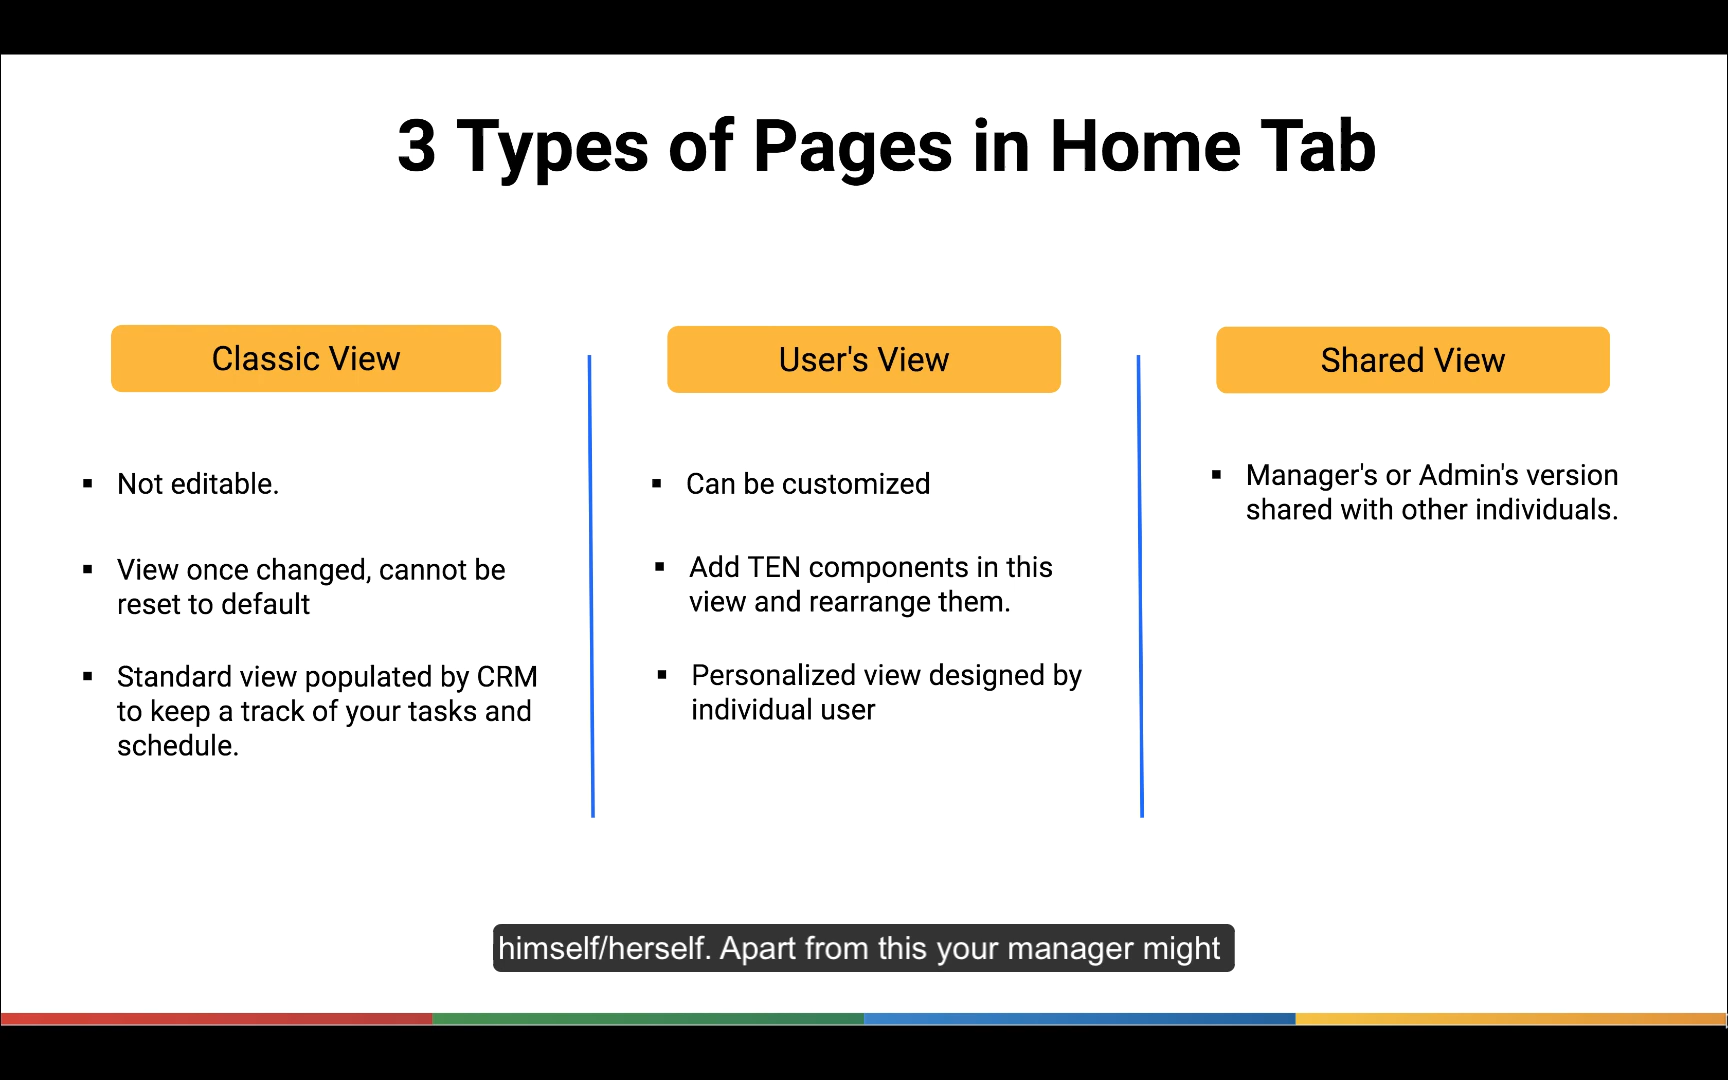 3 Types of Pages in Home Tab
Classic View
Not editable.
View once changed, cannot be
reset to default
Standard view populated by CRM
to keep a track of your tasks and
schedule.
User's View
Can be customized
Add TEN components in this
view and rearrange them.
Personalized view designed by
individual user
Shared View
Manager's or Admin's version
shared with other individuals.
himself/herself. Apart from this your manager might